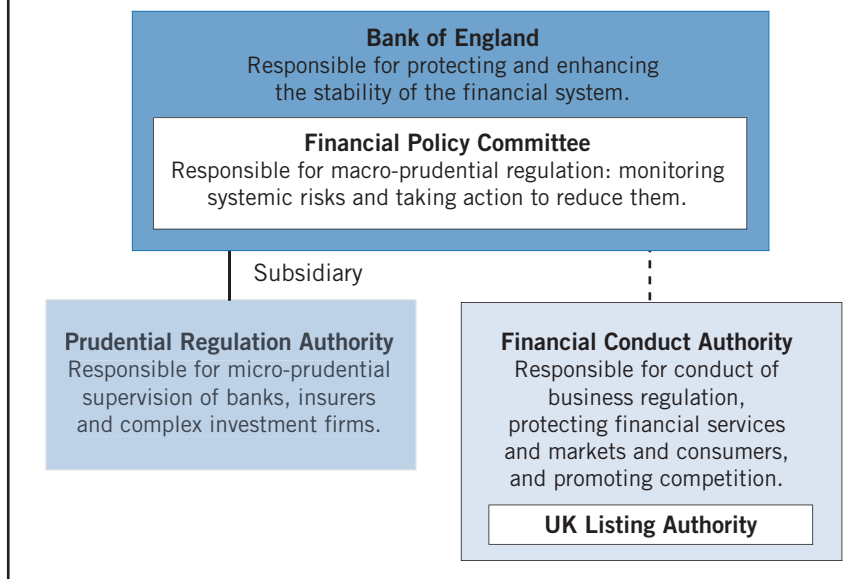 Bank of England
Responsible for protecting and enhancing
the stability of the financial system.
Financial Policy Committee
Responsible for macro-prudential regulation: monitoring
systemic risks and taking action to reduce them.
Subsidiary
Prudential Regulation Authority
Responsible for micro-prudential
supervision of banks, insurers
and complex investment firms.
Financial Conduct Authority
Responsible for conduct of
business regulation,
protecting financial services
and markets and consumers,
and promoting competition.
UK Listing Authority